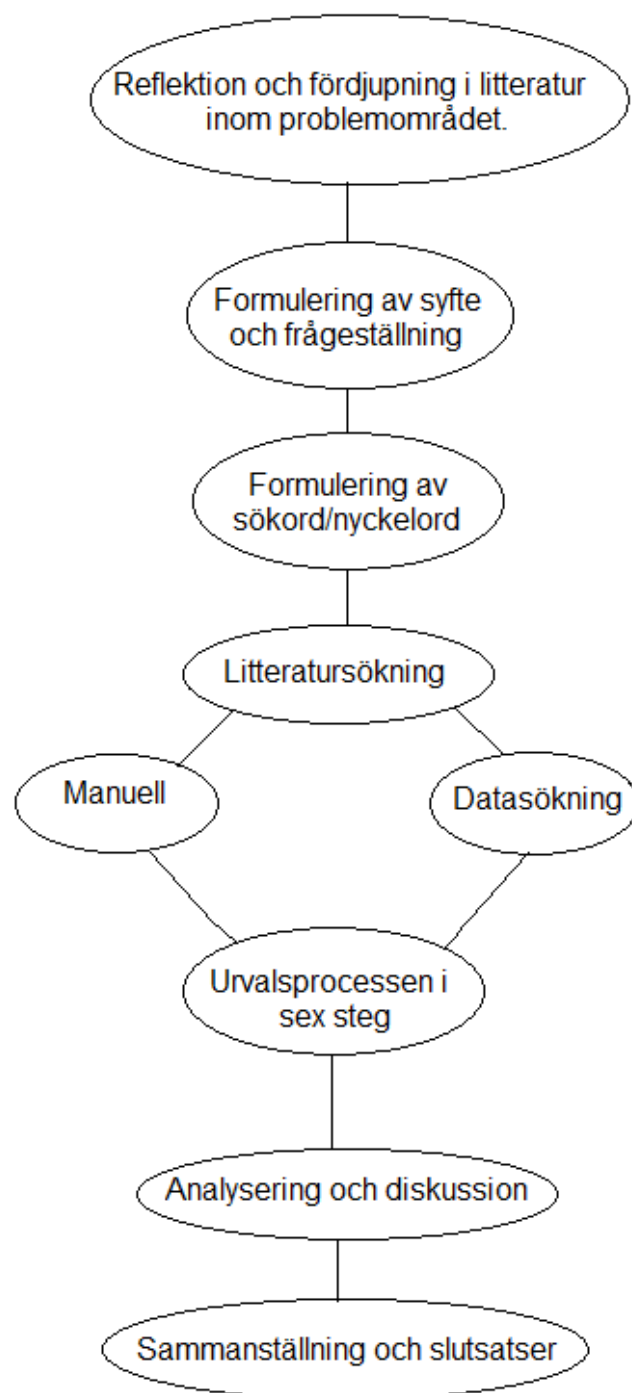 Reflektion och fördjupning i litteratur
inom problemområdet.
Formulering av syfte
och frågeställning
Formulering av
sökord/nyckelord
Litteratursökning
Manuell
Datasökning
Urvalsprocessen i
sex steg
Analysering och diskussion
Sammanställning och slutsatser